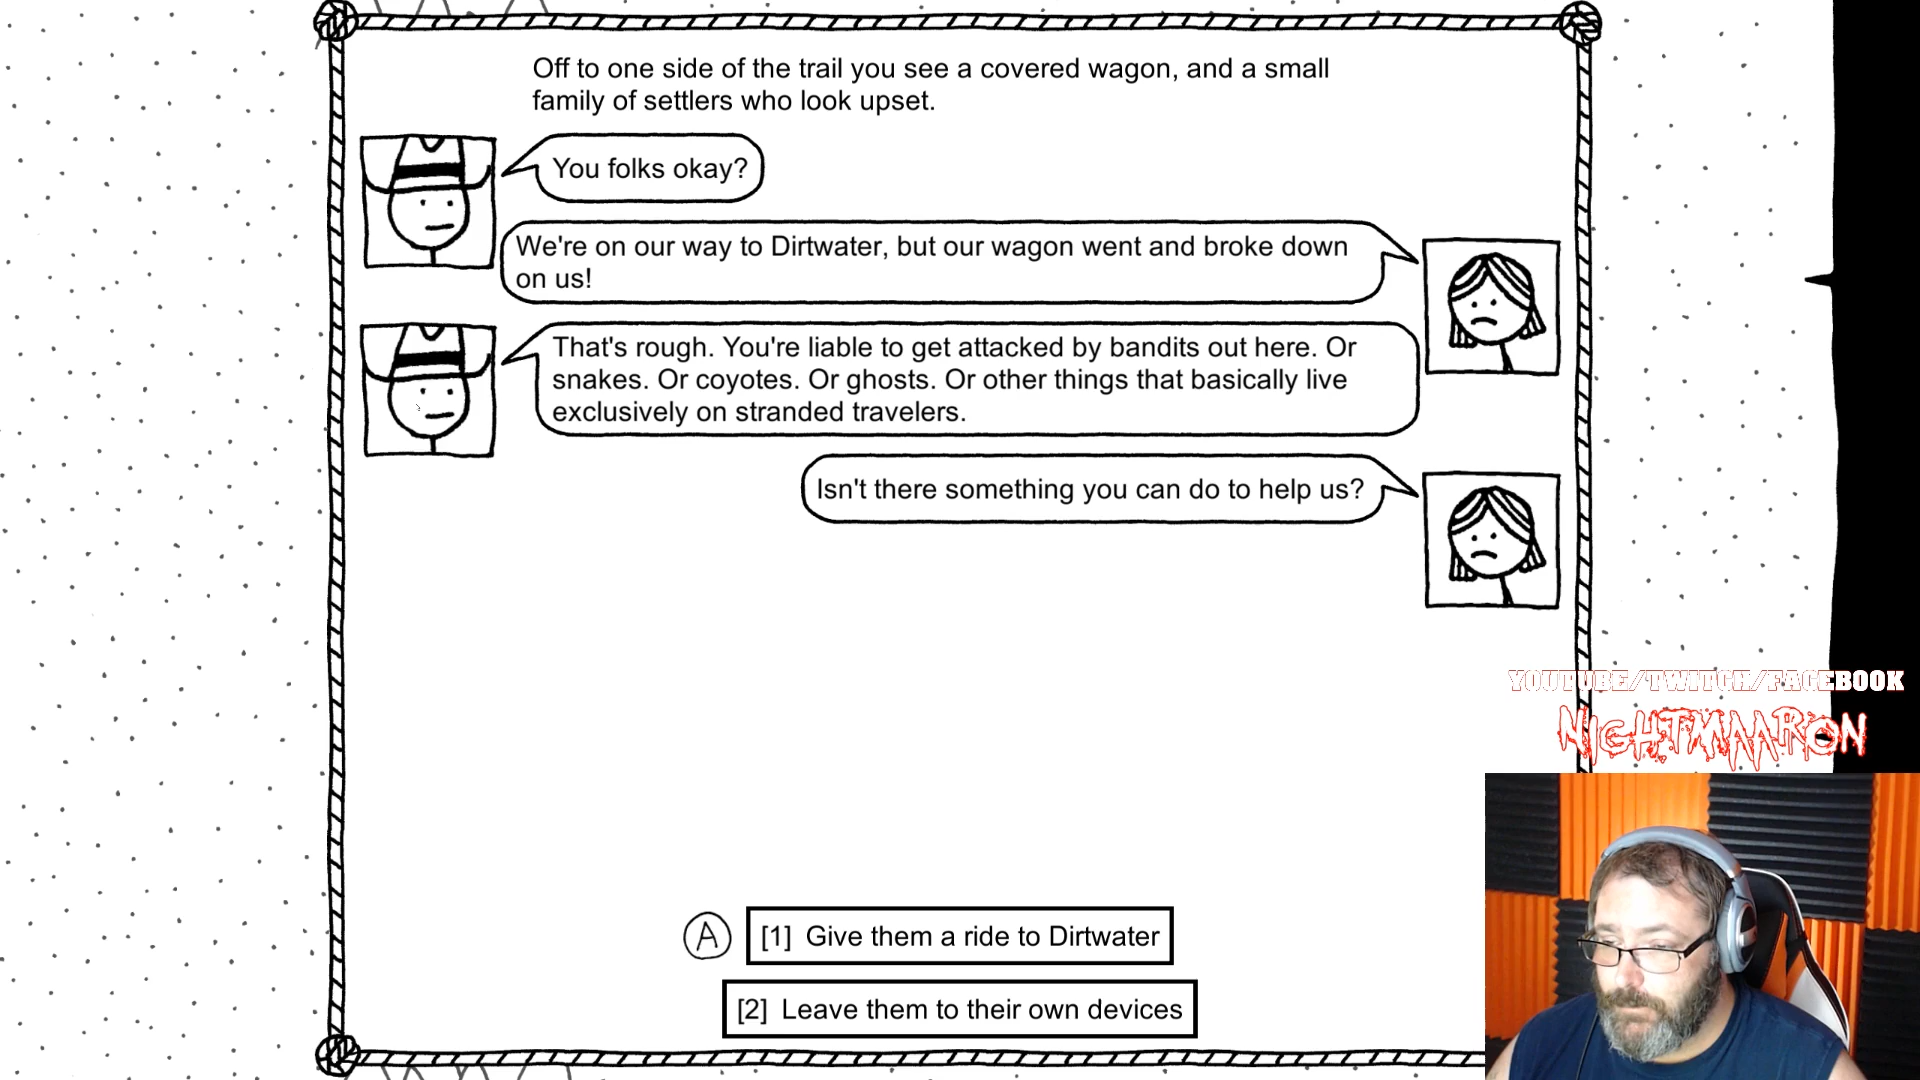 Off to one side of the trail you see a covered wagon, and a small
family of settlers who look upset.
You folks okay?
We're on our way to Dirtwater, but our wagon went and broke down
on us!
That's rough. You're liable to get attacked by bandits out here. Or
snakes. Or coyotes. Or ghosts. Or other things that basically live
exclusively on stranded travelers.
Isn't there something you can do to help us?
YOUTUBE/TWITCH/FACEBOOK
NIGHTMAARON
A [1] Give them a ride to Dirtwater
[2] Leave them to their own devices